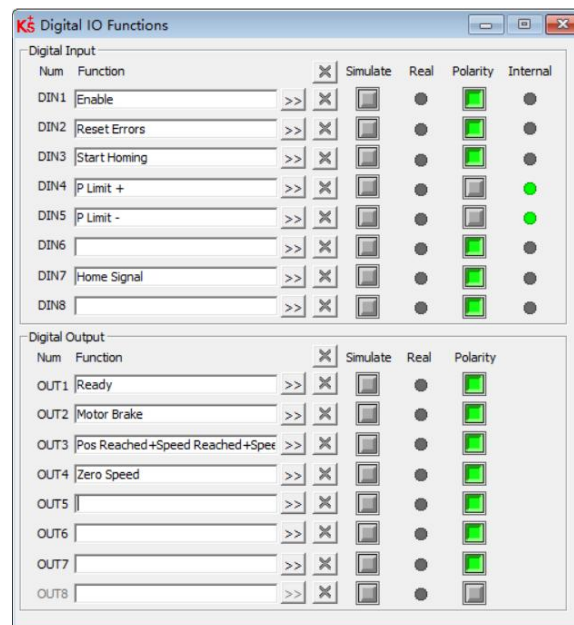 Kś Digital IO Functions
Digital Input
Num Function Simulate Real Polarity Internal
DIN1 Enable >>
DIN2 Reset Errors >>
DIN3 Start Homing >>
DIN4 P Limit + >>
DIN5 P Limit - >>
DIN6 >>
DIN7 Home Signal >>
DIN8 >>
Digital Output
Num Function Simulate Real Polarity
OUT1 Ready >>
OUT2 Motor Brake >>
OUT3 Pos Reached+Speed Reached+Spee >>
OUT4 Zero Speed >>
OUT5 >>
OUT6 >>
OUT7 >>
OUT8 >>